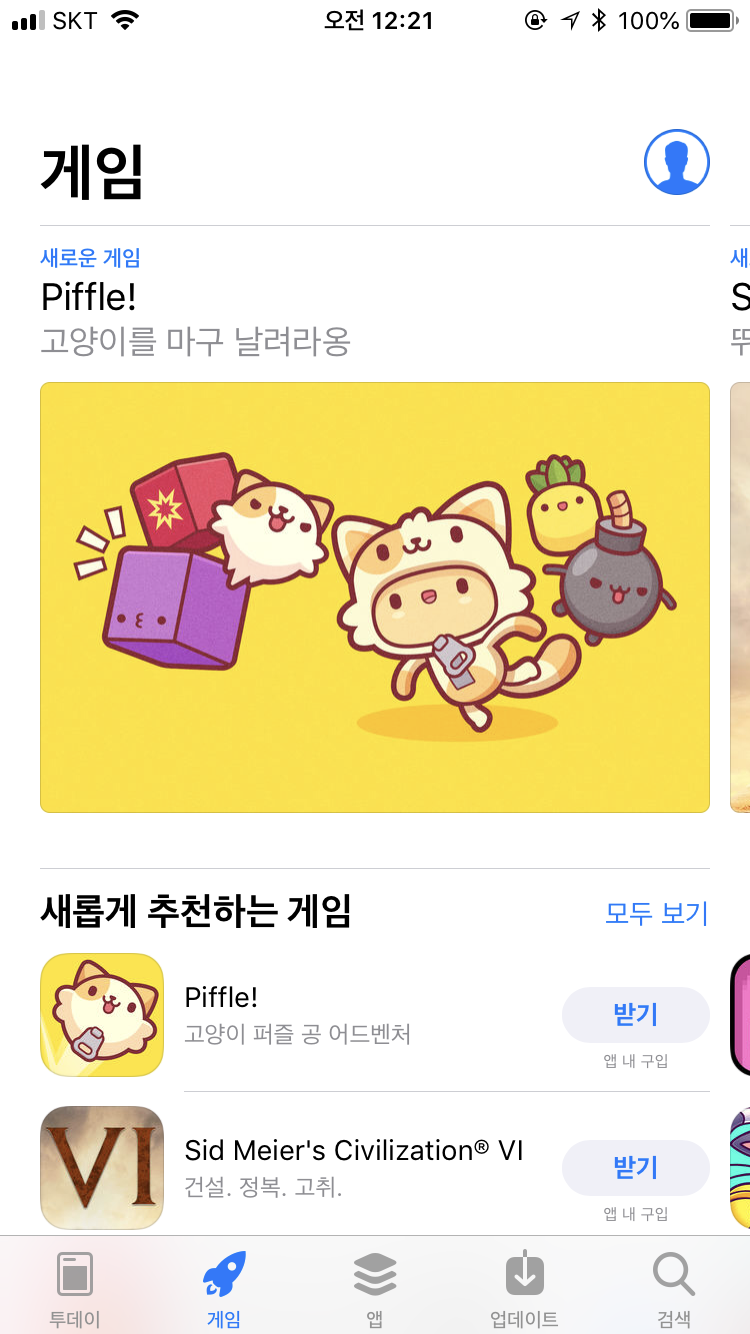 SKT 오전 12:21 100%
게임
새로운 게임
Piffle!
고양이를 마구 날려라옹
새
S
뚜
새롭게 추천하는 게임 모두 보기
Piffle!
고양이 퍼즐 공 어드벤처
받기
앱 내 구입
VI
Sid Meier's Civilization® VI
건설. 정복. 고취.
받기
앱 내 구입
투데이 게임 앱 업데이트 검색